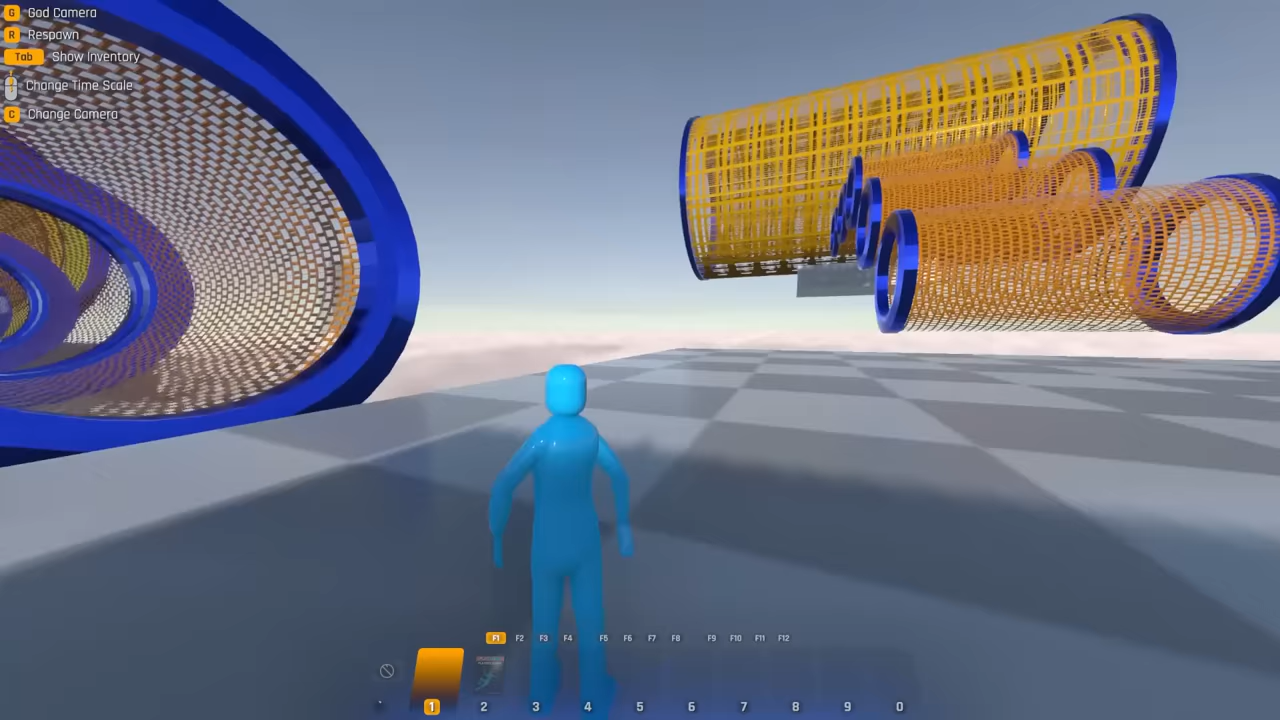 G God Camera
R Respawn
Tab Show Inventory
Change Time Scale
C Change Camera
F1 F2 F3 F4 F5 F6 F7 F8 F9 F10 F11 F12
1 2 3 4 5 6 7 8 9 0